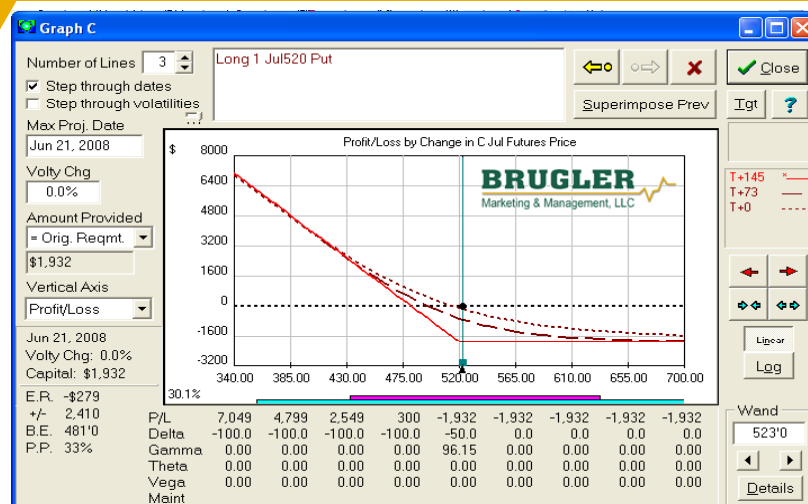 Graph C
Number of Lines 3
Step through dates
Step through volatilities
Max Proj. Date
Jun 21, 2008
Volty Chg
0.0%
Amount Provided
= Orig. Reqmt.
$1,932
Vertical Axis
Profit/Loss
Jun 21, 2008
Volty Chg: 0.0%
Capital: $1,932
E.R. -$279
+/- 2,410
B.E. 481'0
P.P. 33%
Long 1 Jul520 Put
Superimpose Prev
Close
Tgt ?
Profit/Loss by Change in C Jul Futures Price
$
8000
6400
4800
3200
1600
0
-1600
-3200
BRUGLER
Marketing & Management, LLC
340.00 385.00 430.00 475.00 520.00 565.00 610.00 655.00 700.00
30.1%
P/L 7,049 4,799 2,549 300 -1,932 -1,932 -1,932 -1,932 -1,932
Delta -100.0 -100.0 -100.0 -100.0 -50.0 0.0 0.0 0.0 0.0
Gamma 0.00 0.00 0.00 0.00 96.15 0.00 0.00 0.00 0.00
Theta 0.00 0.00 0.00 0.00 0.00 0.00 0.00 0.00 0.00
Vega 0.00 0.00 0.00 0.00 0.00 0.00 0.00 0.00 0.00
Maint
T+145
T+73
T+0
Linear
Log
Wand
523'0
Details